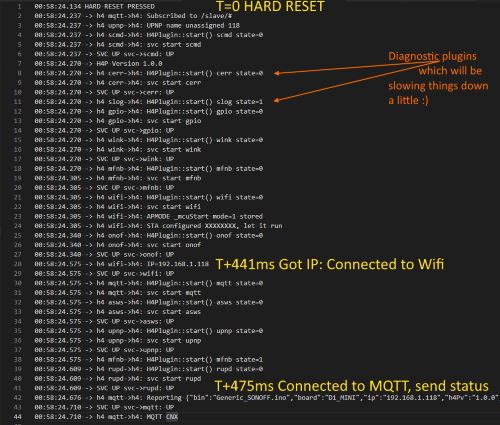 T=0 HARD RESET
1 00:58:24.134 HARD RESET PRESSED
2 00:58:24.237 -> h4 mqtt->h4: Subscribed to /slave/#
3 00:58:24.237 -> h4 upnp->h4: UPNP name unassigned 118
4 00:58:24.237 -> h4 scmd->h4: H4Plugin::start() scmd state=0
5 00:58:24.237 -> h4 scmd->h4: svc start scmd
6 00:58:24.237 -> SVC UP svc->scmd: UP
7 00:58:24.270 -> H4P Version 1.0.0
8 00:58:24.270 -> h4 cerr->h4: H4Plugin::start() cerr state=0
9 00:58:24.270 -> h4 cerr->h4: svc start cerr
10 00:58:24.270 -> SVC UP svc->cerr: UP
11 00:58:24.270 -> h4 slog->h4: H4Plugin::start() slog state=1
12 00:58:24.270 -> h4 gpio->h4: H4Plugin::start() gpio state=0
13 00:58:24.270 -> h4 gpio->h4: svc start gpio
14 00:58:24.270 -> SVC UP svc->gpio: UP
15 00:58:24.270 -> h4 wink->h4: H4Plugin::start() wink state=0
16 00:58:24.270 -> h4 wink->h4: svc start wink
17 00:58:24.270 -> SVC UP svc->wink: UP
18 00:58:24.270 -> h4 mfnb->h4: H4Plugin::start() mfnb state=0
19 00:58:24.305 -> h4 mfnb->h4: svc start mfnb
20 00:58:24.305 -> SVC UP svc->mfnb: UP
21 00:58:24.305 -> h4 wifi->h4: H4Plugin::start() wifi state=0
22 00:58:24.305 -> h4 wifi->h4: svc start wifi
23 00:58:24.305 -> h4 wifi->h4: APMODE _mcuStart mode=1 stored
24 00:58:24.305 -> h4 wifi->h4: STA configured XXXXXXXX, let it run
25 00:58:24.340 -> h4 onof->h4: H4Plugin::start() onof state=0
26 00:58:24.340 -> h4 onof->h4: svc start onof
27 00:58:24.340 -> SVC UP svc->onof: UP
28 00:58:24.575 -> h4 wifi->h4: IP=192.168.1.118
29 00:58:24.575 -> SVC UP svc->wifi: UP
30 00:58:24.575 -> h4 mqtt->h4: H4Plugin::start() mqtt state=0
31 00:58:24.575 -> h4 mqtt->h4: svc start mqtt
32 00:58:24.575 -> h4 asws->h4: H4Plugin::start() asws state=0
33 00:58:24.575 -> h4 asws->h4: svc start asws
34 00:58:24.575 -> SVC UP svc->asws: UP
35 00:58:24.575 -> h4 upnp->h4: H4Plugin::start() upnp state=0
36 00:58:24.575 -> h4 upnp->h4: svc start upnp
37 00:58:24.575 -> SVC UP svc->upnp: UP
38 00:58:24.575 -> h4 mfnb->h4: H4Plugin::start() mfnb state=1
39 00:58:24.609 -> h4 rupd->h4: H4Plugin::start() rupd state=0
40 00:58:24.609 -> h4 rupd->h4: svc start rupd
41 00:58:24.609 -> SVC UP svc->rupd: UP
42 00:58:24.676 -> h4 mqtt->h4: Reporting {"bin":"Generic_SONOFF.ino","board":"D1_MINI","ip":"192.168.1.118","h4Pv":"1.0.0"
43 00:58:24.710 -> SVC UP svc->mqtt: UP
44 00:58:24.710 -> h4 mqtt->h4: MQTT CNX
Diagnostic plugins
which will be
slowing things down
a little :)
T+441ms Got IP: Connected to Wifi
T+475ms Connected to MQTT, send status